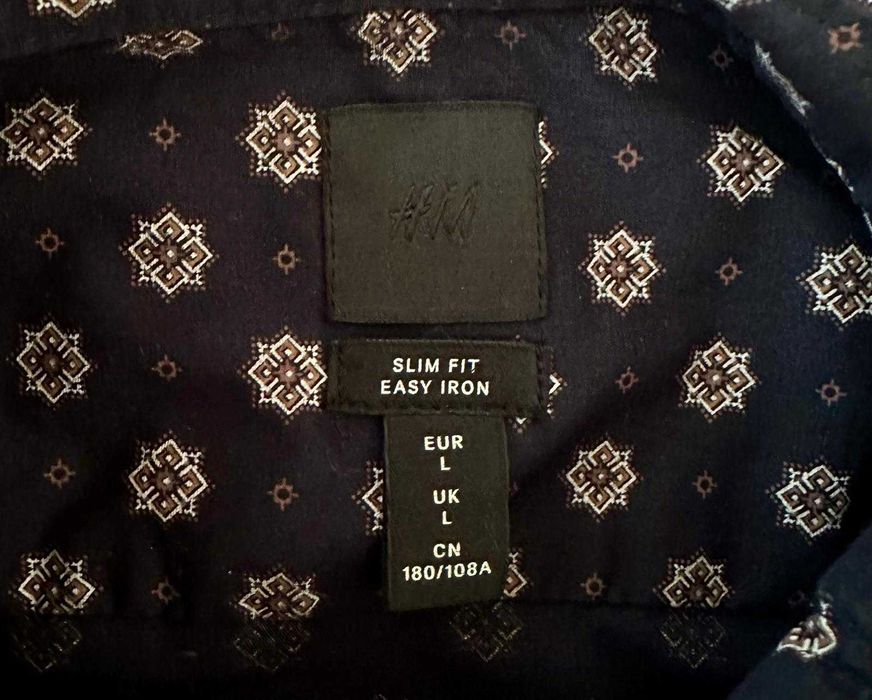 H&M
SLIM FIT
EASY IRON
EUR
L
UK
L
CN
180/108A